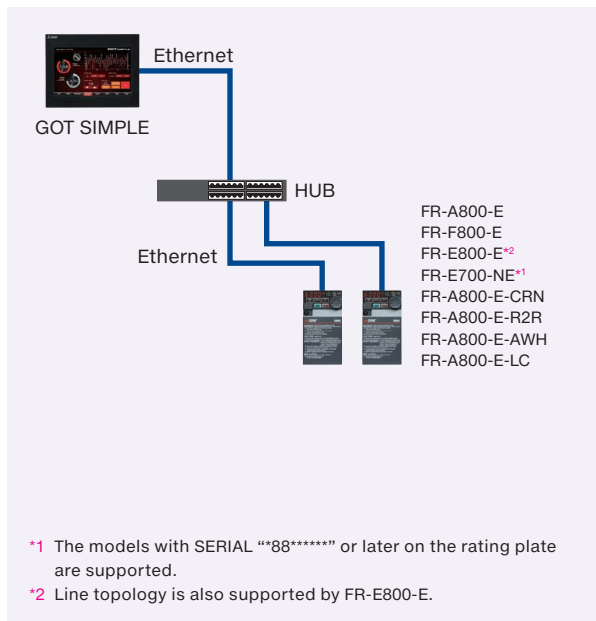 Ethernet
GOT SIMPLE
HUB
Ethernet
FR-A800-E
FR-F800-E
FR-E800-E*2
FR-E700-NE*1
FR-A800-E-CRN
FR-A800-E-R2R
FR-A800-E-AWH
FR-A800-E-LC
*1 The models with SERIAL “*88******” or later on the rating plate
are supported.
*2 Line topology is also supported by FR-E800-E.